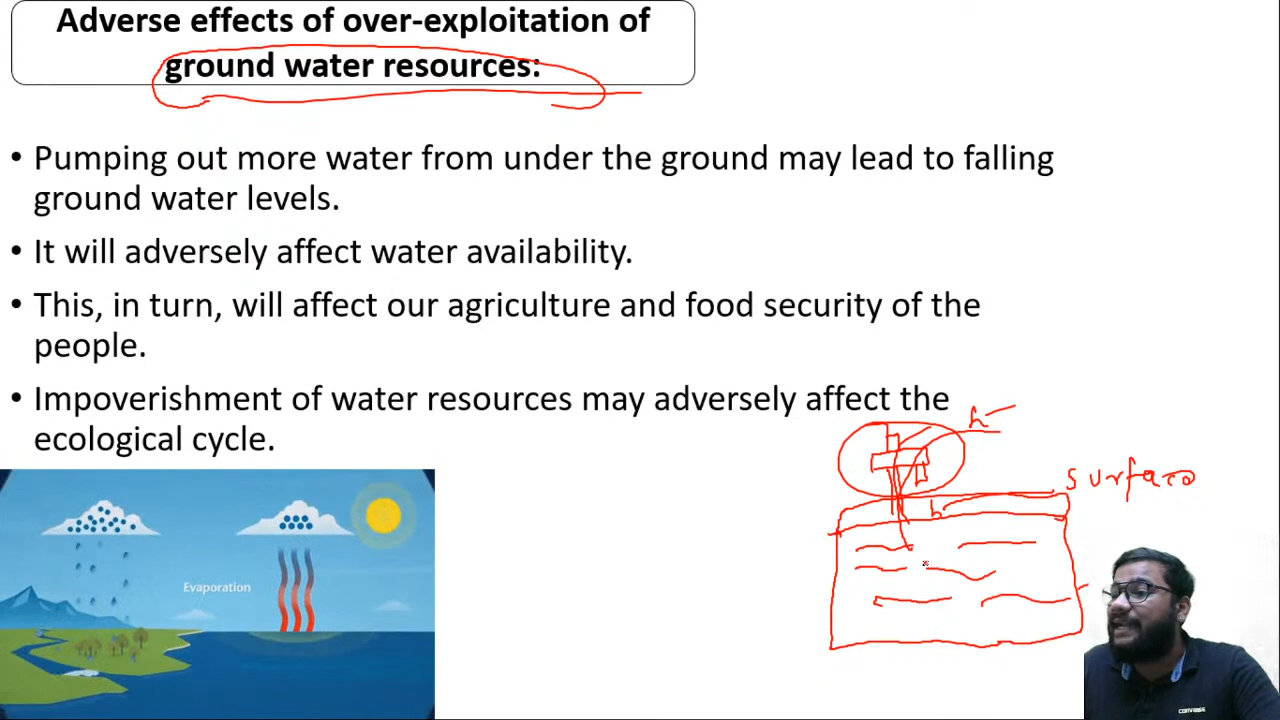 Adverse effects of over-exploitation of
ground water resources:
• Pumping out more water from under the ground may lead to falling
ground water levels.
• It will adversely affect water availability.
• This, in turn, will affect our agriculture and food security of the
people.
• Impoverishment of water resources may adversely affect the
ecological cycle.
h
surface
h
Evaporation
CONVERSE